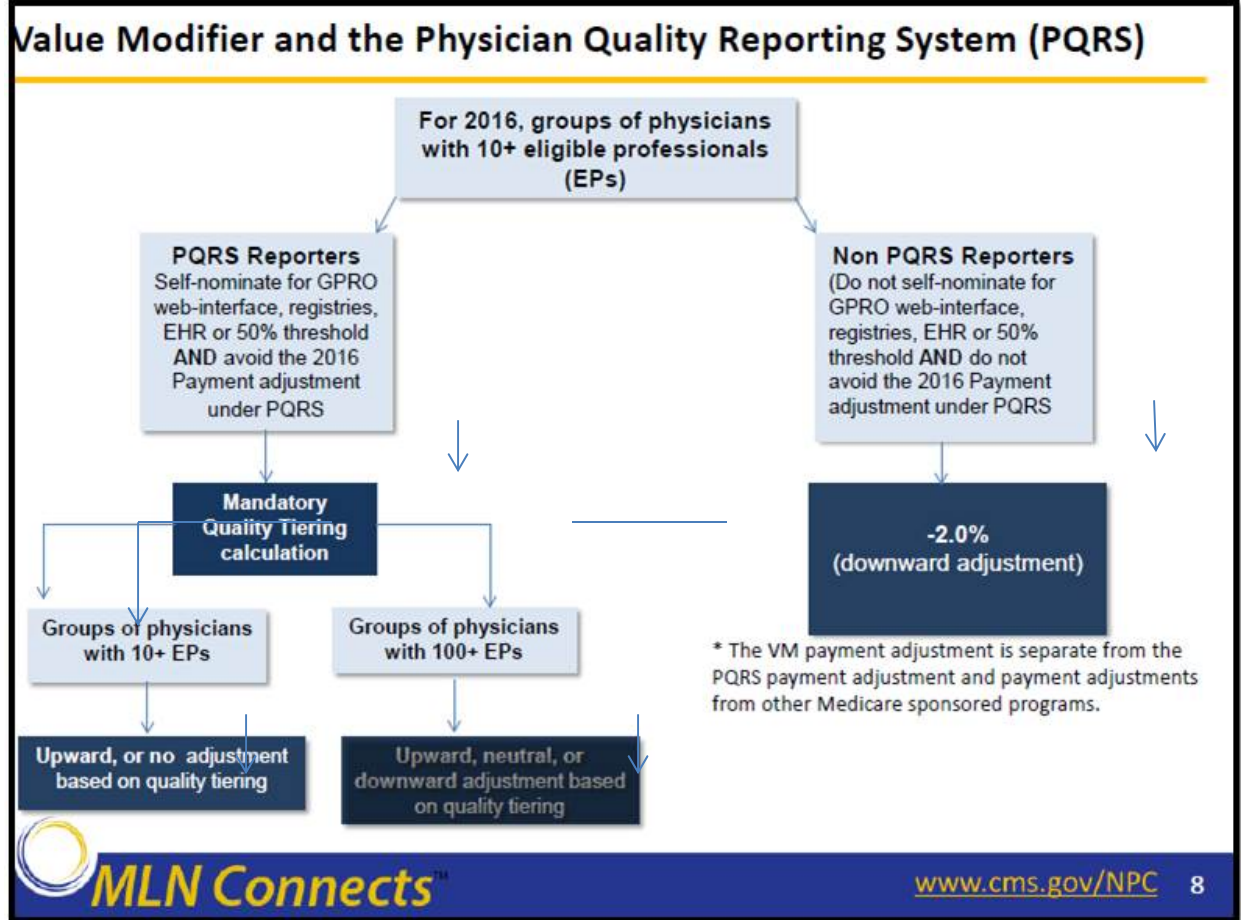 Value Modifier and the Physician Quality Reporting System (PQRS)
For 2016, groups of physicians
with 10+ eligible professionals
(EPs)
PQRS Reporters
Self-nominate for GPRO
web-interface, registries,
EHR or 50% threshold
AND avoid the 2016
Payment adjustment
under PQRS
Non PQRS Reporters
(Do not self-nominate for
GPRO web-interface,
registries, EHR or 50%
threshold AND do not
avoid the 2016 Payment
adjustment under PQRS
Mandatory
Quality Tiering
calculation
-2.0%
(downward adjustment)
Groups of physicians
with 10+ EPs
Groups of physicians
with 100+ EPs
* The VM payment adjustment is separate from the
PQRS payment adjustment and payment adjustments
from other Medicare sponsored programs.
Upward, or no adjustment
based on quality tiering
Upward, neutral, or
downward adjustment based
on quality tiering
MLN Connects™
www.cms.gov/NPC 8